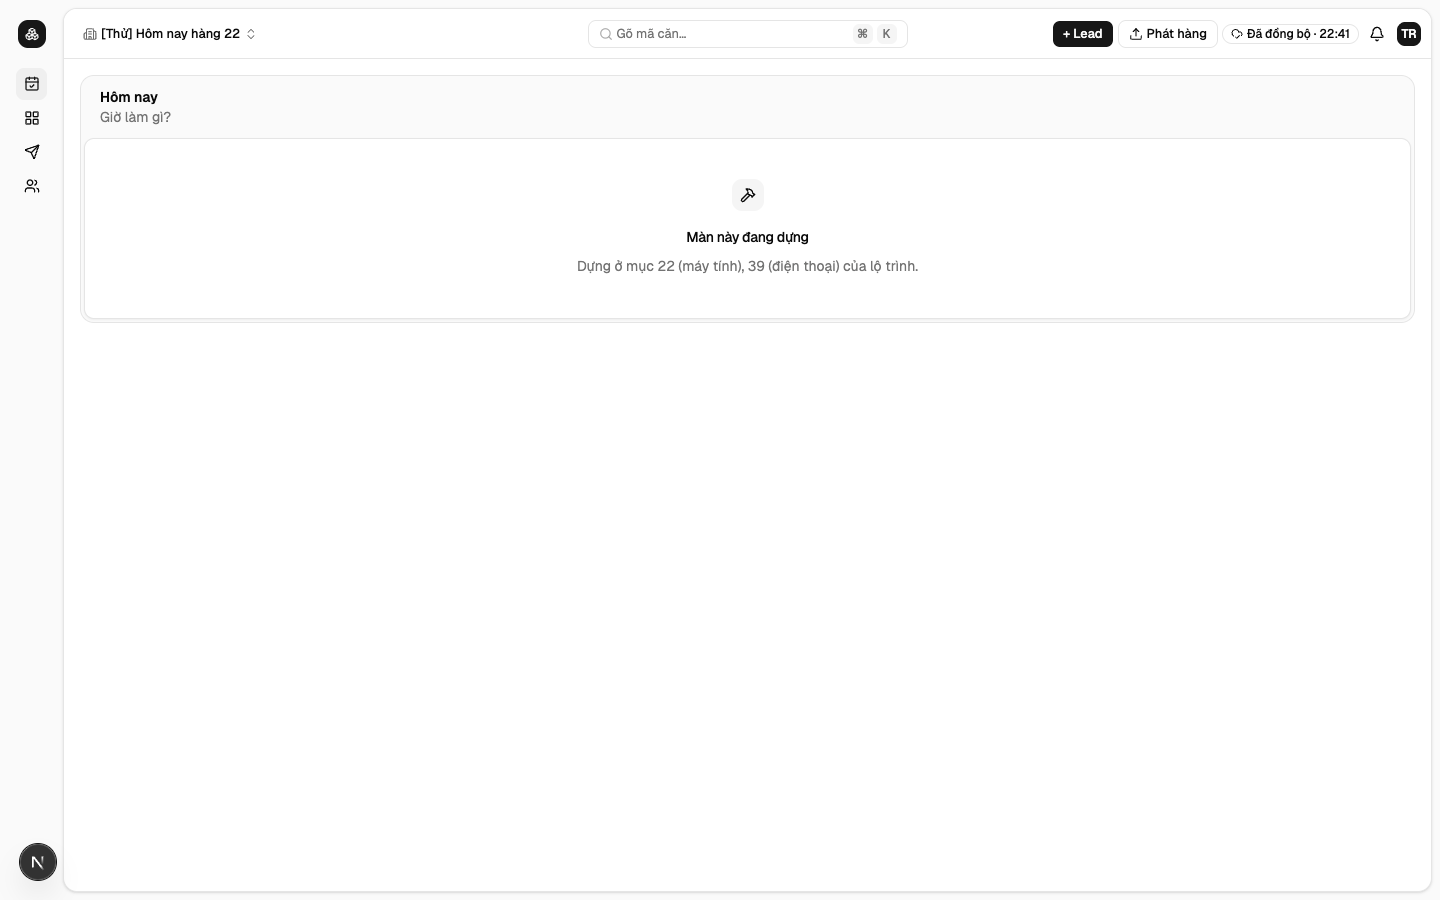 [Thử] Hôm nay hàng 22
Gõ mã căn...
⌘ K
+ Lead
Phát hàng
Đã đồng bộ · 22:41
TR
Hôm nay
Giờ làm gì?
Màn này đang dựng
Dựng ở mục 22 (máy tính), 39 (điện thoại) của lộ trình.
N